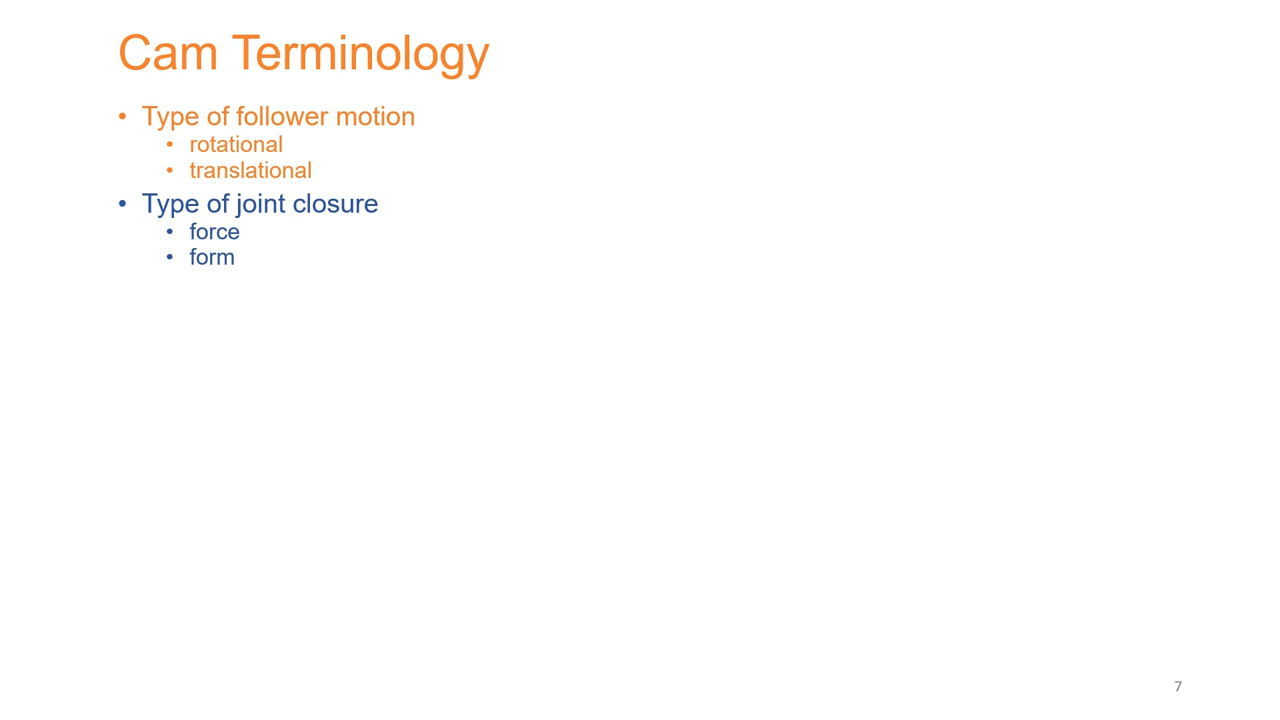 Cam Terminology
• Type of follower motion
• rotational
• translational
• Type of joint closure
• force
• form
7